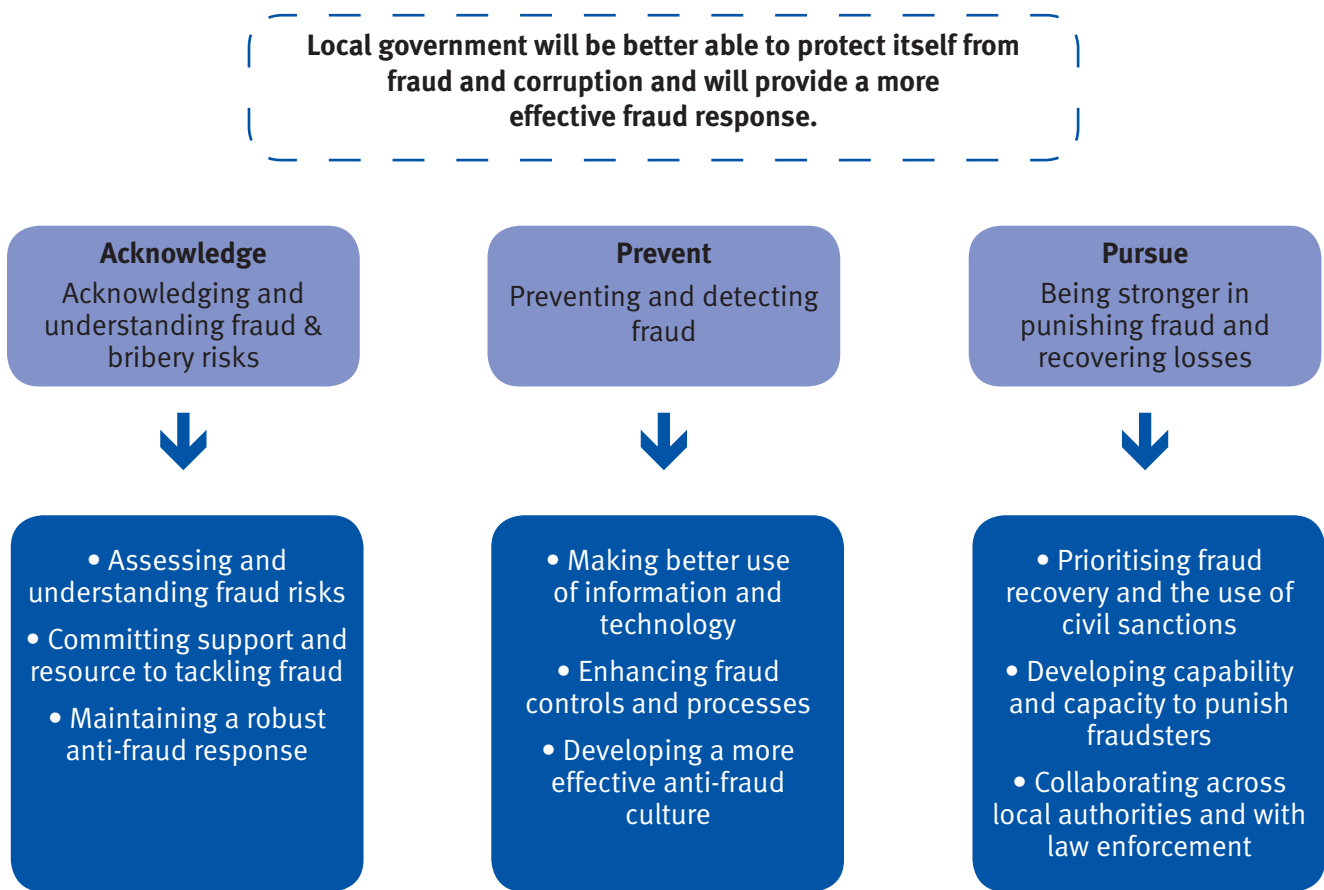 Local government will be better able to protect itself from
fraud and corruption and will provide a more
effective fraud response.
Acknowledge
Acknowledging and
understanding fraud &
bribery risks
Prevent
Preventing and detecting
fraud
Pursue
Being stronger in
punishing fraud and
recovering losses
• Assessing and
understanding fraud risks
• Committing support and
resource to tackling fraud
• Maintaining a robust
anti-fraud response
• Making better use
of information and
technology
• Enhancing fraud
controls and processes
• Developing a more
effective anti-fraud
culture
• Prioritising fraud
recovery and the use of
civil sanctions
• Developing capability
and capacity to punish
fraudsters
• Collaborating across
local authorities and with
law enforcement